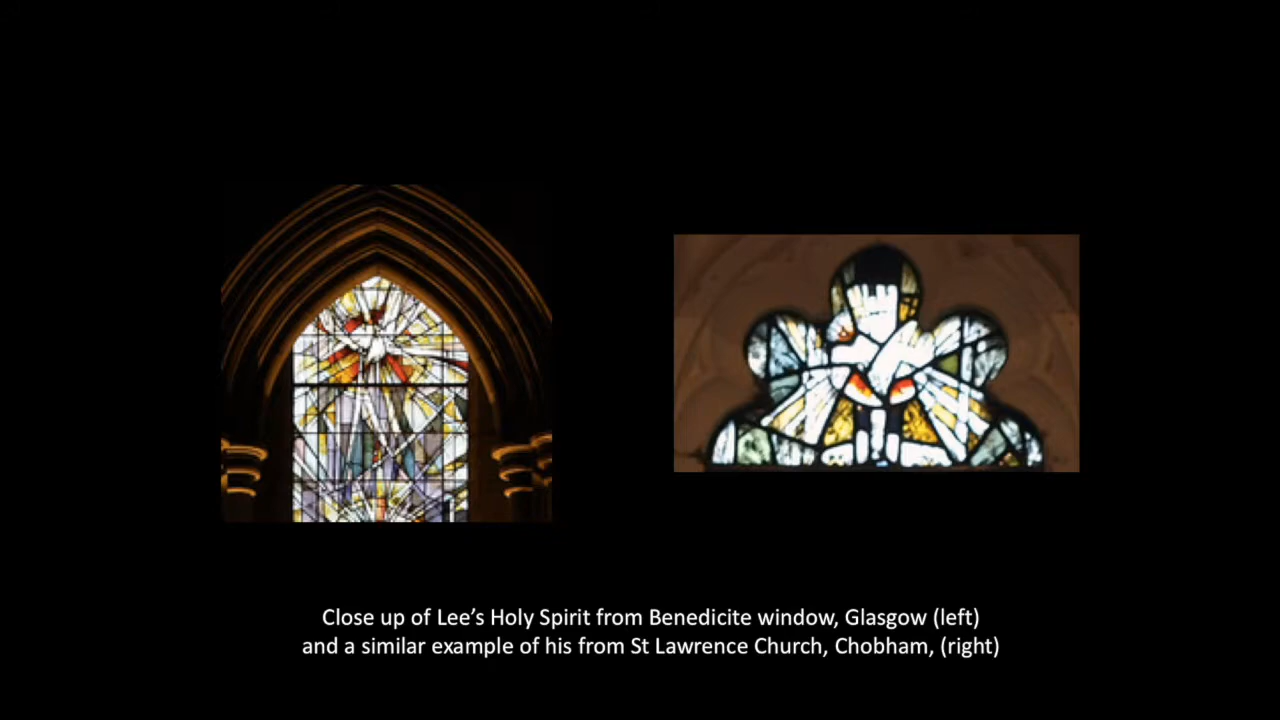 Close up of Lee’s Holy Spirit from Benedicite window, Glasgow (left)
and a similar example of his from St Lawrence Church, Chobham, (right)